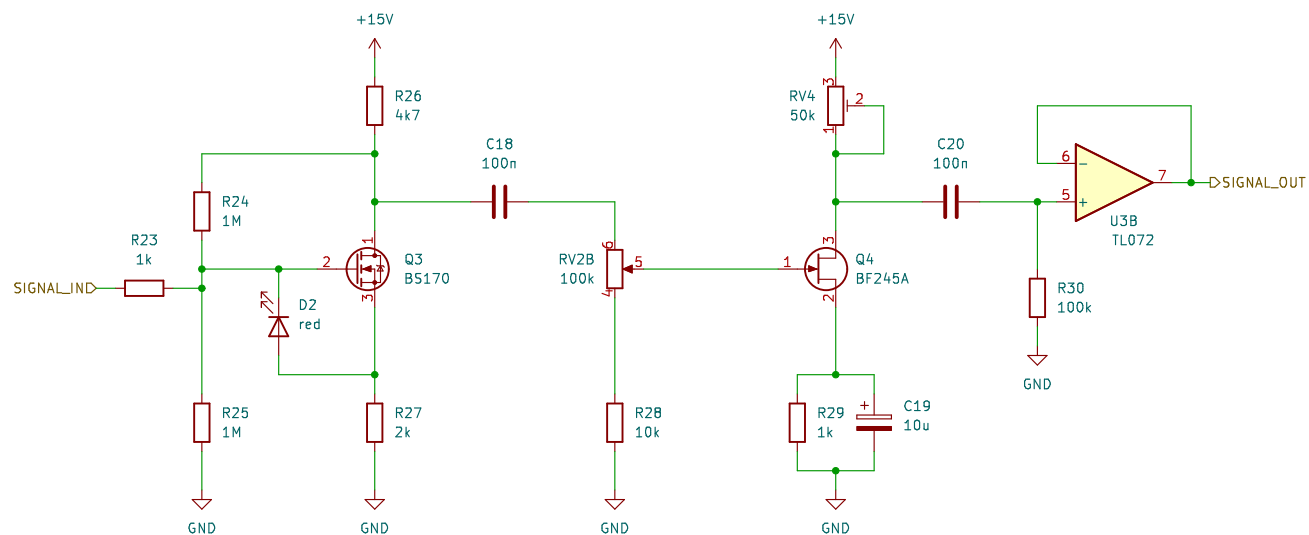 +15V
+15V
R26
4k7
3
RV4
50k
2
1
C18
100n
C20
100n
6
7
SIGNAL_OUT
5
U3B
TL072
R24
1M
R23
1k
SIGNAL_IN
1
2
Q3
BS170
3
D2
red
6
RV2B
100k
5
4
3
1
Q4
BF245A
2
R30
100k
GND
R25
1M
R27
2k
R28
10k
R29
1k
+
C19
10u
GND
GND
GND
GND